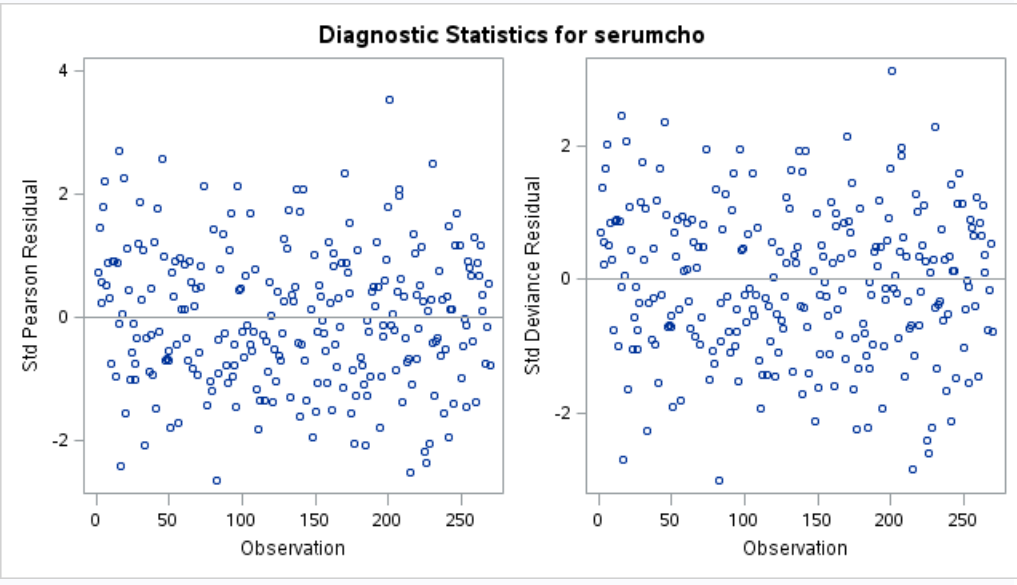 Diagnostic Statistics for serumcho
Std Pearson Residual
4
2
0
-2
0 50 100 150 200 250
Observation
Std Deviance Residual
2
0
-2
0 50 100 150 200 250
Observation